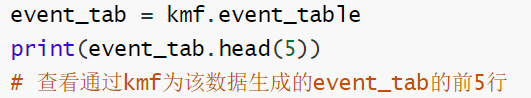 event_tab = kmf.event_table
print(event_tab.head(5))
# 查看通过kmf为该数据生成的event_tab的前5行